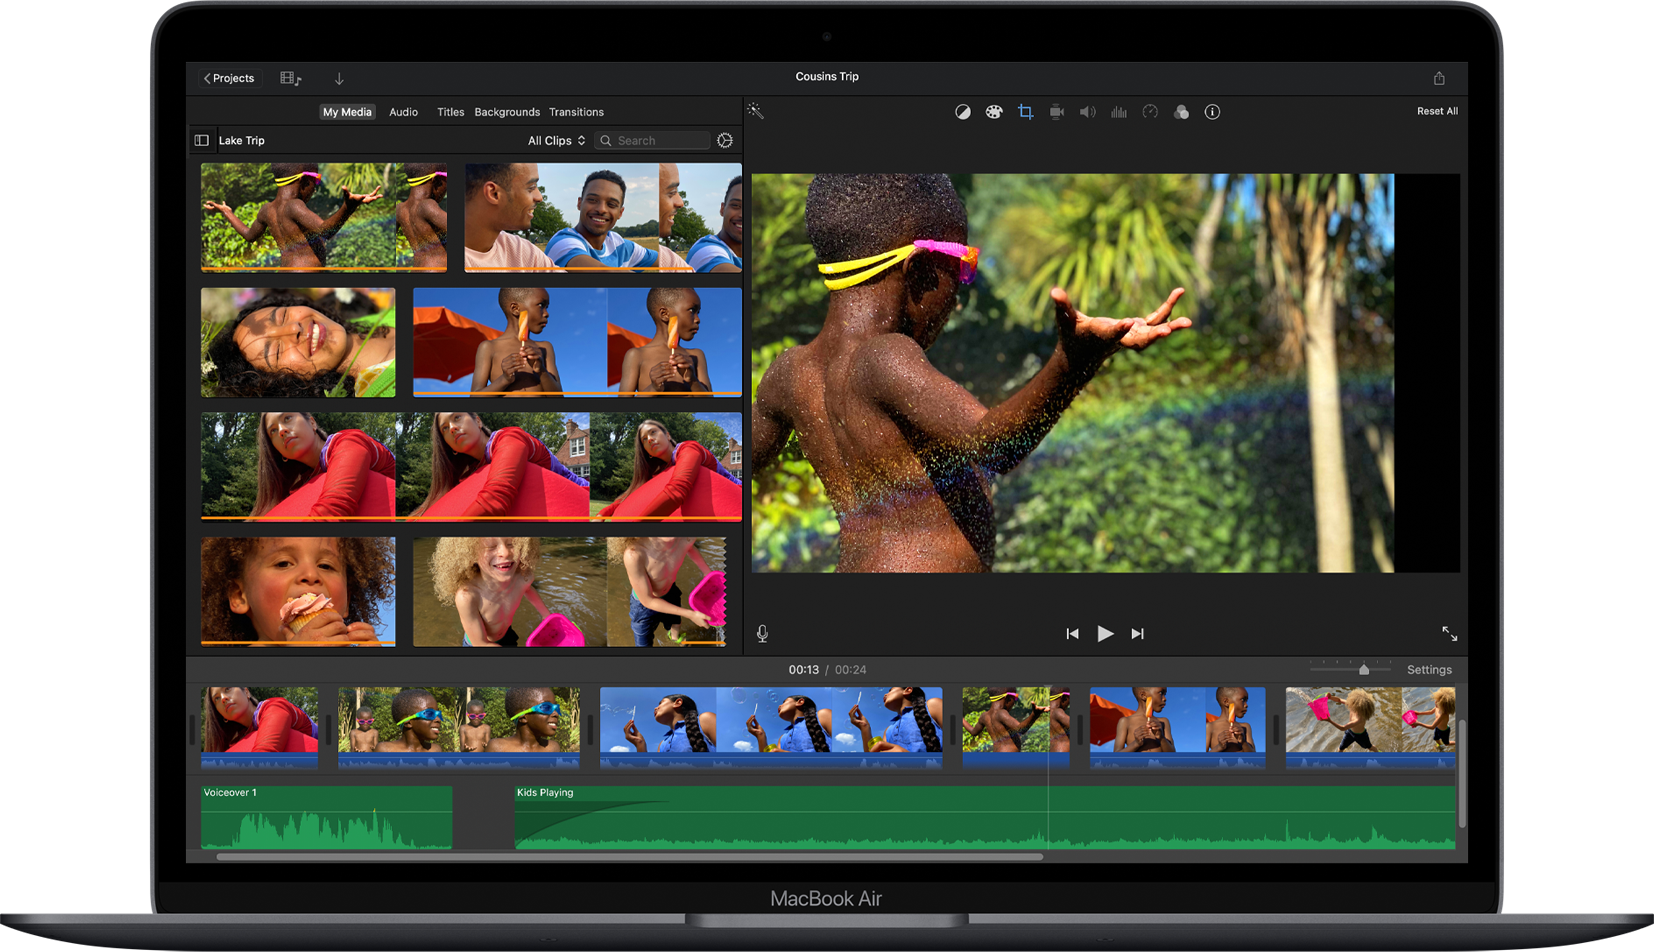 Projects
Cousins Trip
My Media Audio Titles Backgrounds Transitions
Reset All
Lake Trip
All Clips
Search
00:13 / 00:24
Settings
Voiceover 1
Kids Playing
MacBook Air